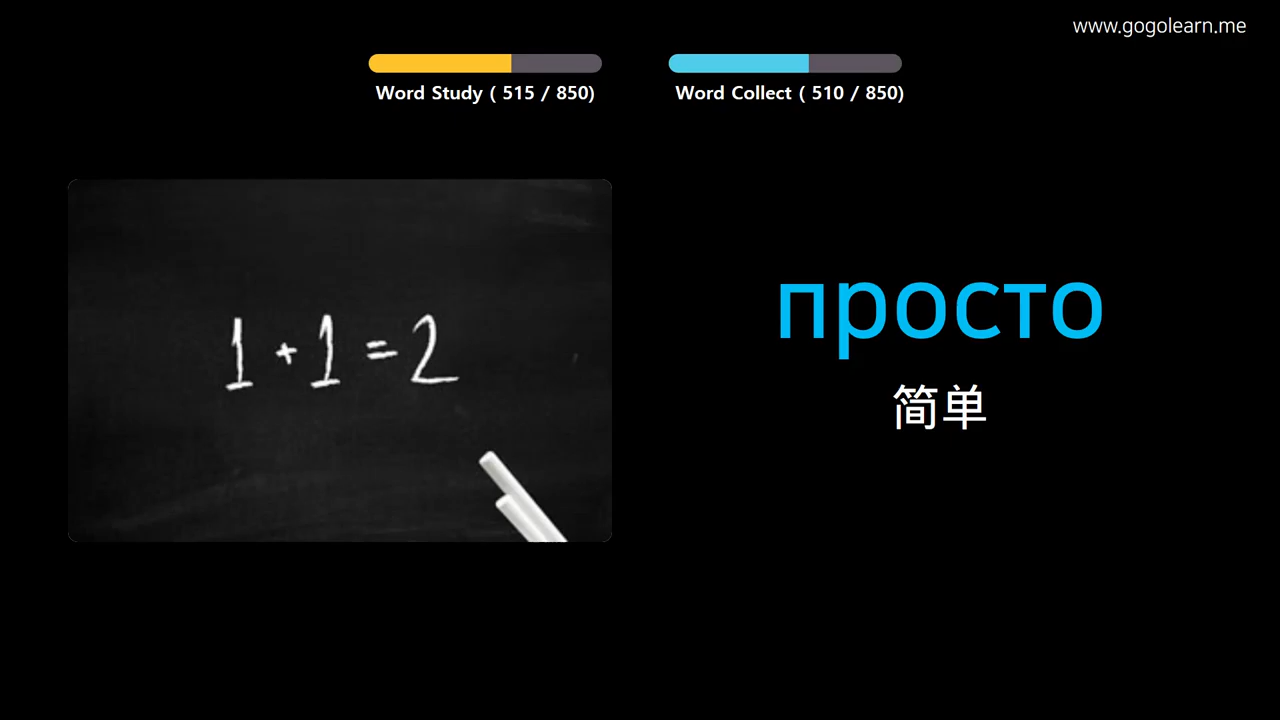 www.gogolearn.me
Word Study ( 515 / 850)
Word Collect ( 510 / 850)
1 + 1 = 2
просто
简单